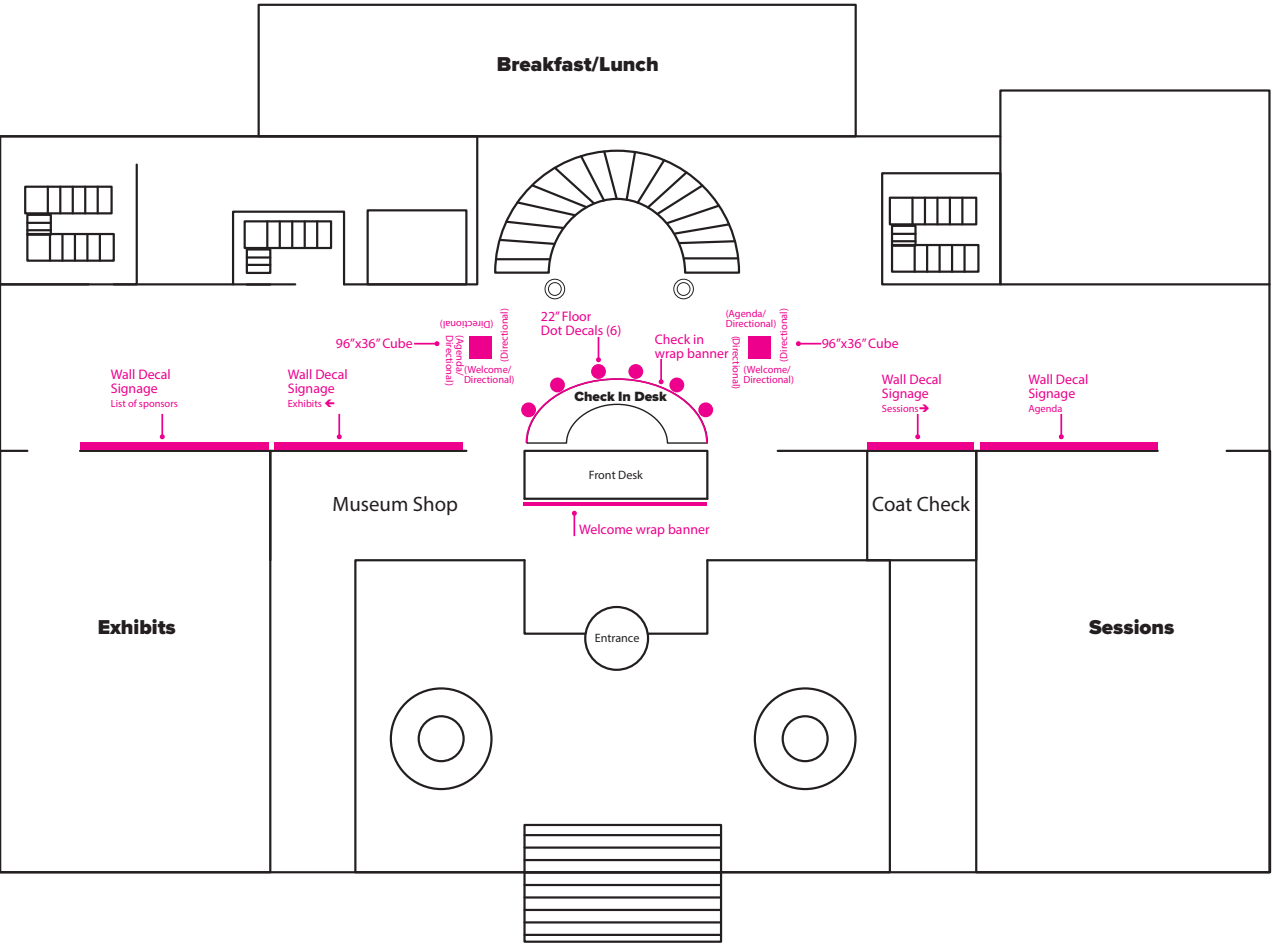 Breakfast/Lunch
22” Floor
Dot Decals (6)
Check in
wrap banner
96”x36” Cube
(Directional)
(Directional)
(Agenda/
Directional)
(Welcome/
Directional)
(Agenda/
Directional)
(Directional)
(Directional)
(Welcome/
Directional)
96”x36” Cube
Wall Decal
Signage
List of sponsors
Wall Decal
Signage
Exhibits ←
Check In Desk
Wall Decal
Signage
Sessions→
Wall Decal
Signage
Agenda
Front Desk
Museum Shop
Coat Check
Welcome wrap banner
Exhibits
Entrance
Sessions